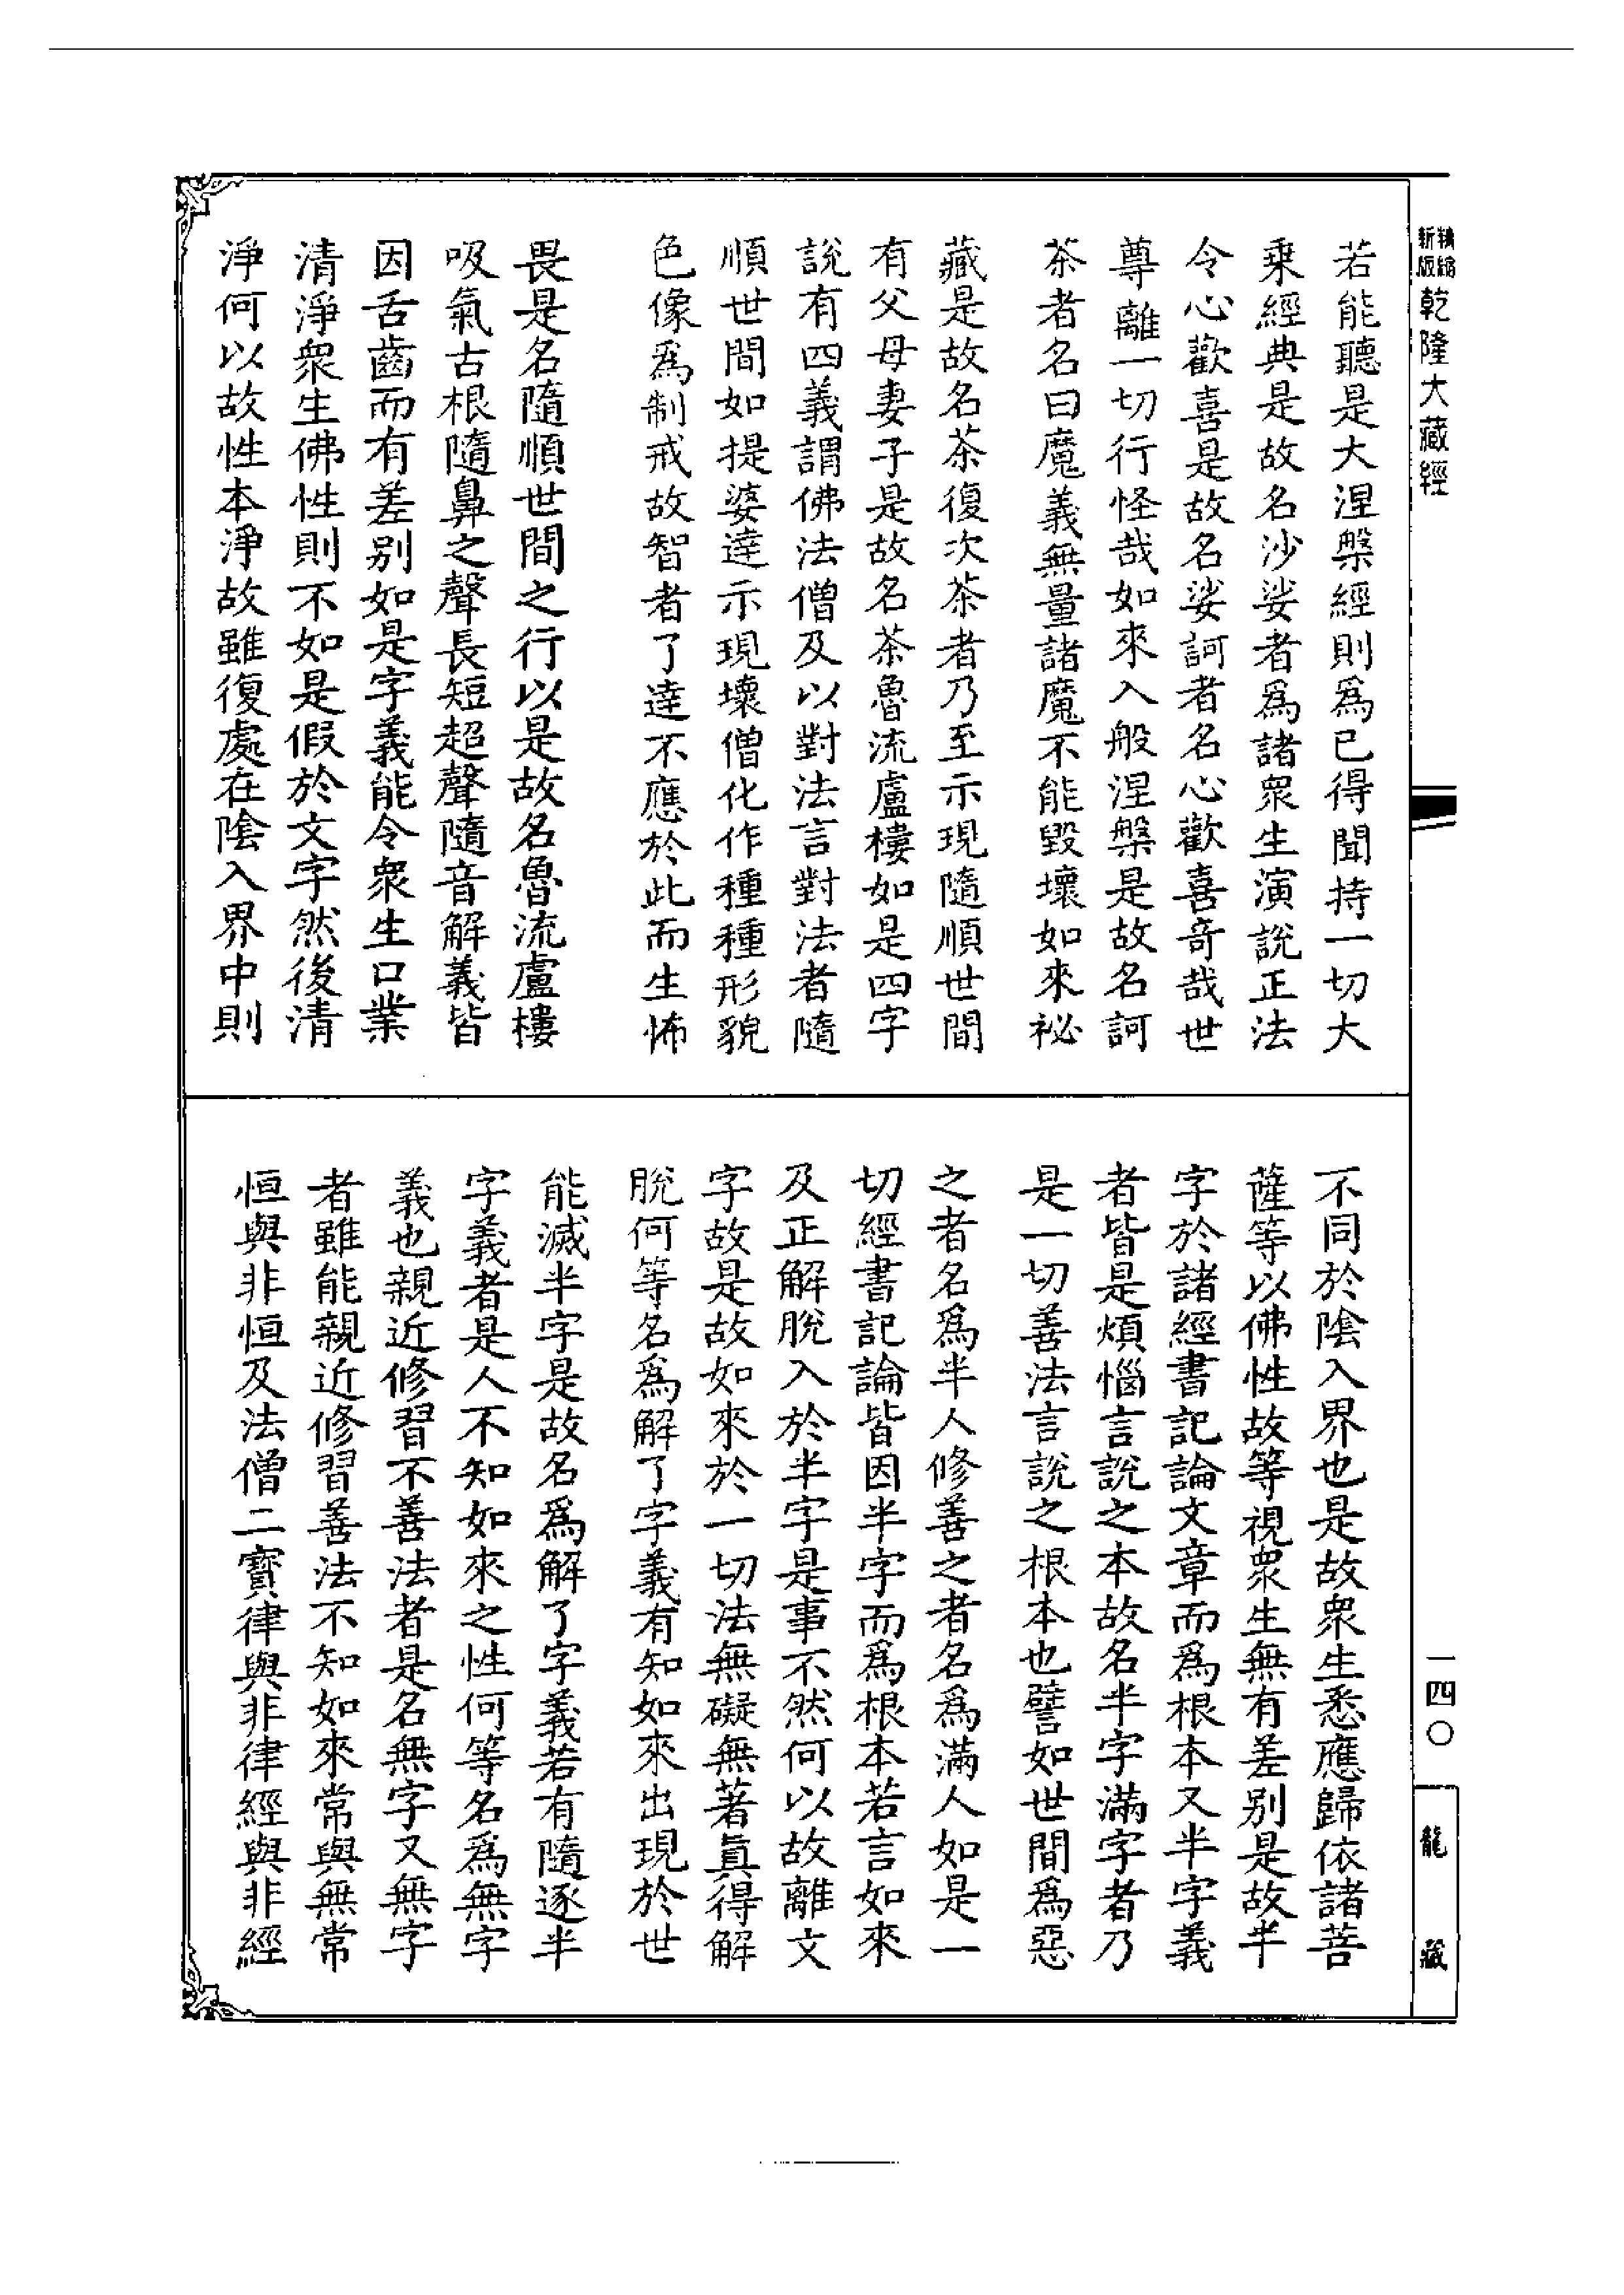 精縮新版乾隆大藏經
若能聽是大涅槃經則爲已得聞持一切大
乘經典是故名沙娑者爲諸衆生演說正法
令心歡喜是故名娑訶者名心歡喜奇哉世
尊離一切行怪哉如來入般涅槃是故名訶
茶者名曰魔義無量諸魔不能毀壞如來祕
藏是故名茶復次茶者乃至示現隨順世間
有父母妻子是故名茶魯流盧樓如是四字
說有四義謂佛法僧及以對法言對法者隨
順世間如提婆達示現壞僧化作種種形貌
色像爲制戒故智者了達不應於此而生怖
畏是名隨順世間之行以是故名魯流盧樓
吸氣古根隨鼻之聲長短超聲隨音解義皆
因舌齒而有差別如是字義能令衆生口業
清淨衆生佛性則不如是假於文字然後清
淨何以故性本淨故雖復處在陰入界中則
不同於陰入界也是故衆生悉應歸依諸菩
薩等以佛性故等視衆生無有差別是故半
字於諸經書記論文章而爲根本又半字義
者皆是煩惱言說之本故名半字滿字者乃
是一切善法言說之根本也譬如世間爲惡
之者名爲半人修善之者名爲滿人如是一
切經書記論皆因半字而爲根本若言如來
及正解脫入於半字是事不然何以故離文
字故是故如來於一切法無礙無著眞得解
脫何等名爲解了字義有知如來出現於世
能滅半字是故名爲解了字義若有隨逐半
字義者是人不知如來之性何等名爲無字
義也親近修習不善法者是名無字又無字
者雖能親近修習善法不知如來常與無常
恒與非恒及法僧二寶律與非律經與非經
一四〇
龍藏